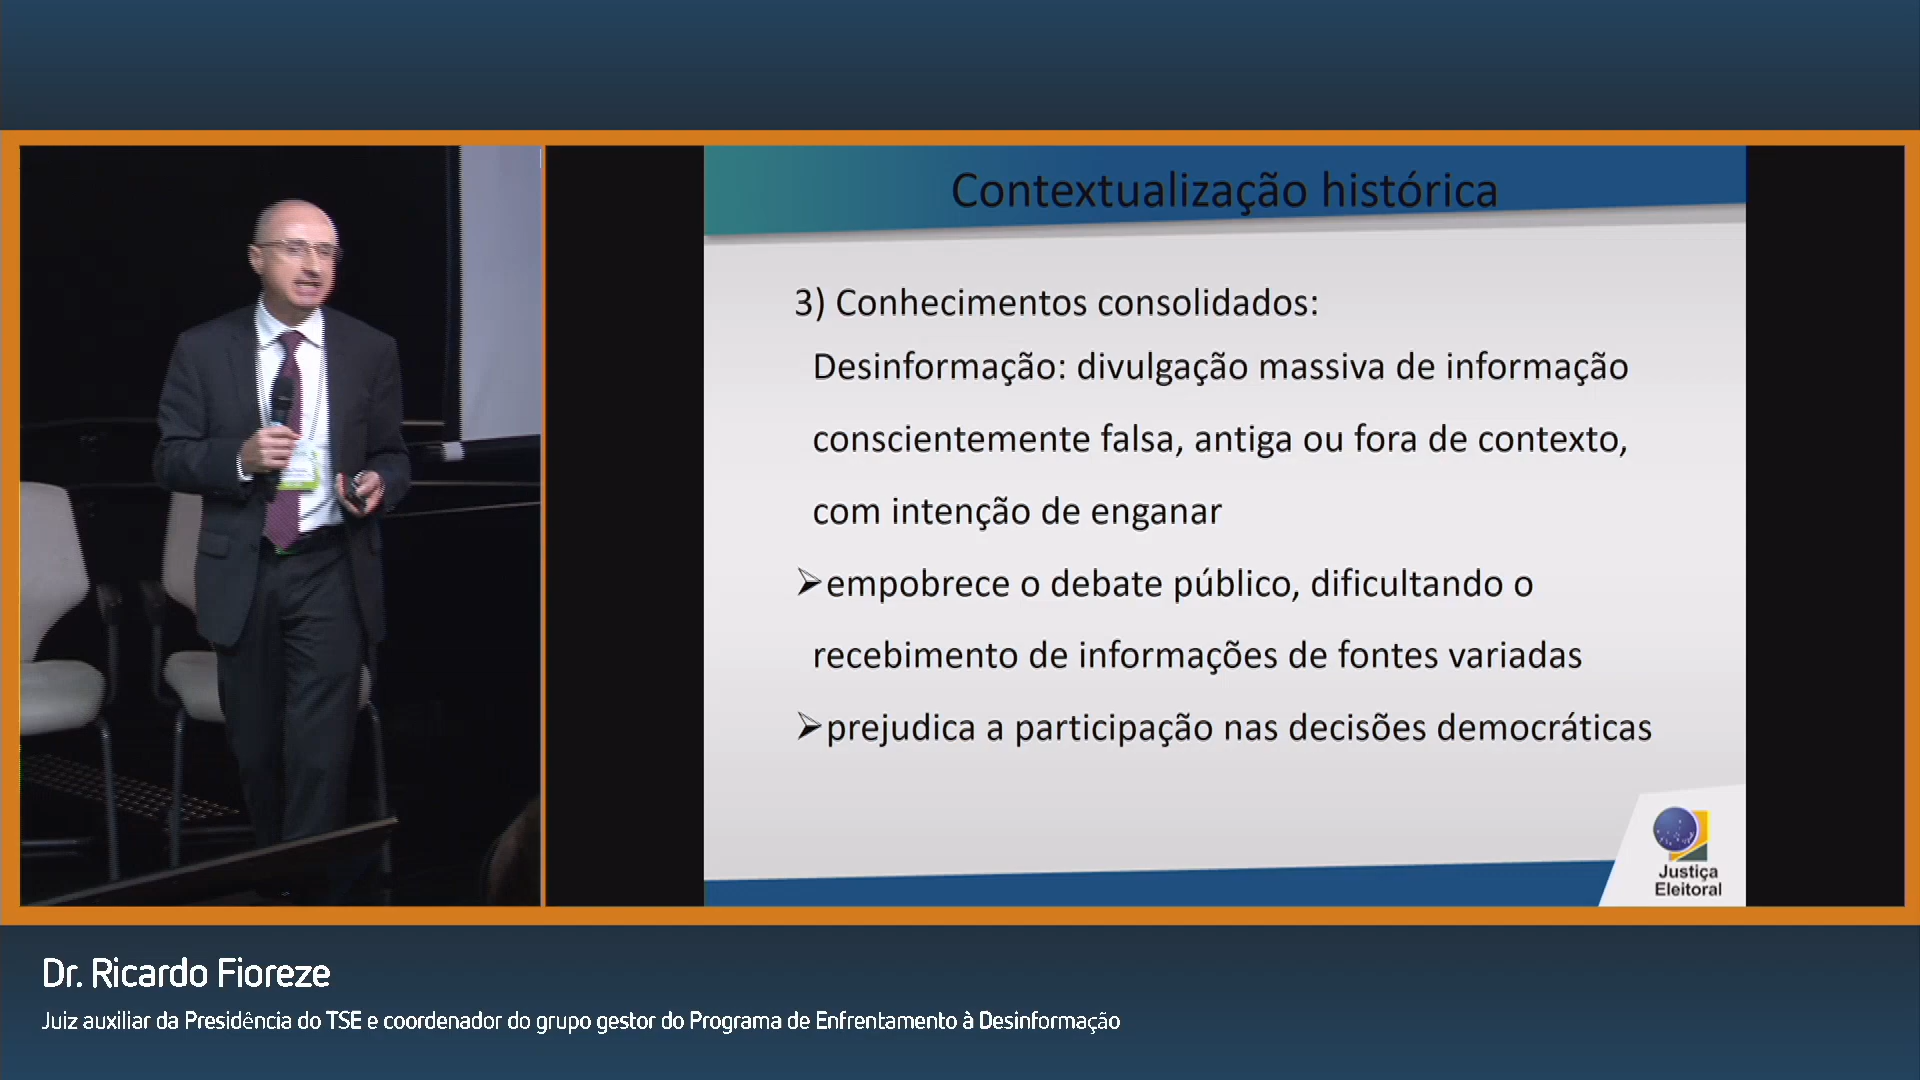 Contextualização histórica
3) Conhecimentos consolidados:
Desinformação: divulgação massiva de informação
conscientemente falsa, antiga ou fora de contexto,
com intenção de enganar
➢empobrece o debate público, dificultando o
recebimento de informações de fontes variadas
➢prejudica a participação nas decisões democráticas
Justiça
Eleitoral
Dr. Ricardo Fioreze
Juiz auxiliar da Presidência do TSE e coordenador do grupo gestor do Programa de Enfrentamento à Desinformação